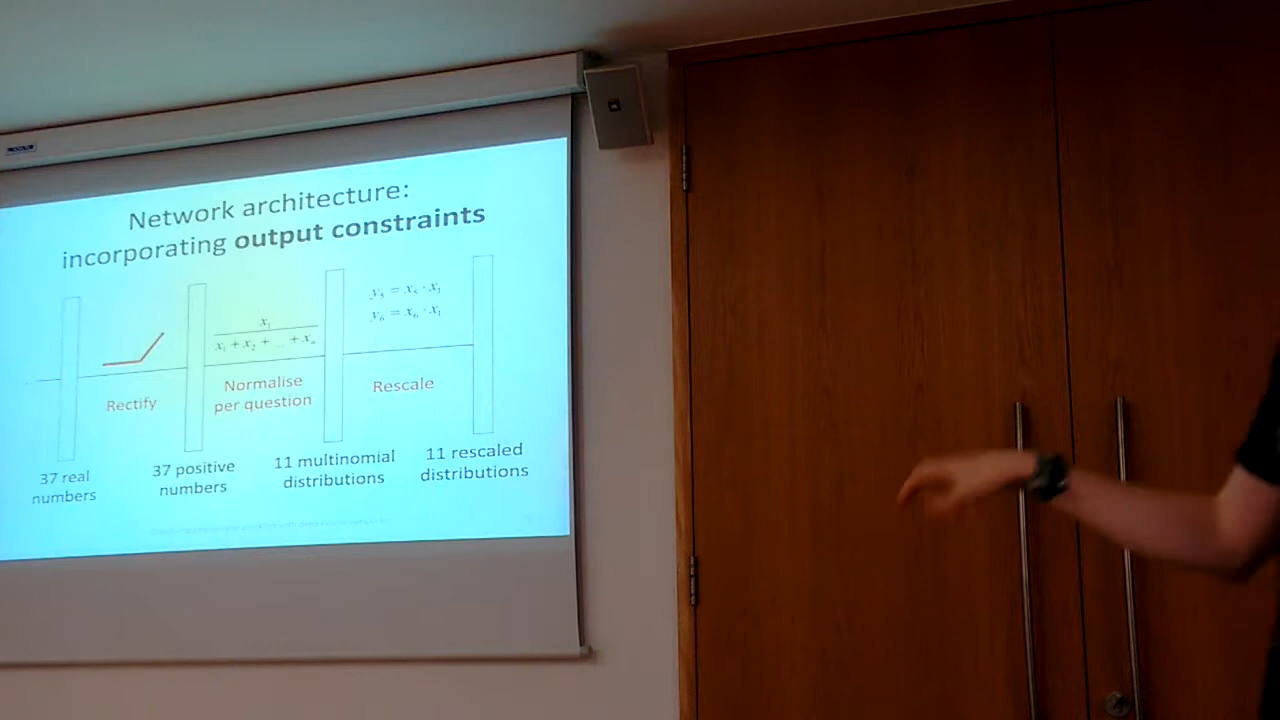 Network architecture:
incorporating output constraints
y₅ = x₅ · x₁
y₆ = x₆ · x₁
x₁
x₁ + x₂ + ... + xₙ
Rectify
Normalise
per question
Rescale
37 real
numbers
37 positive
numbers
11 multinomial
distributions
11 rescaled
distributions